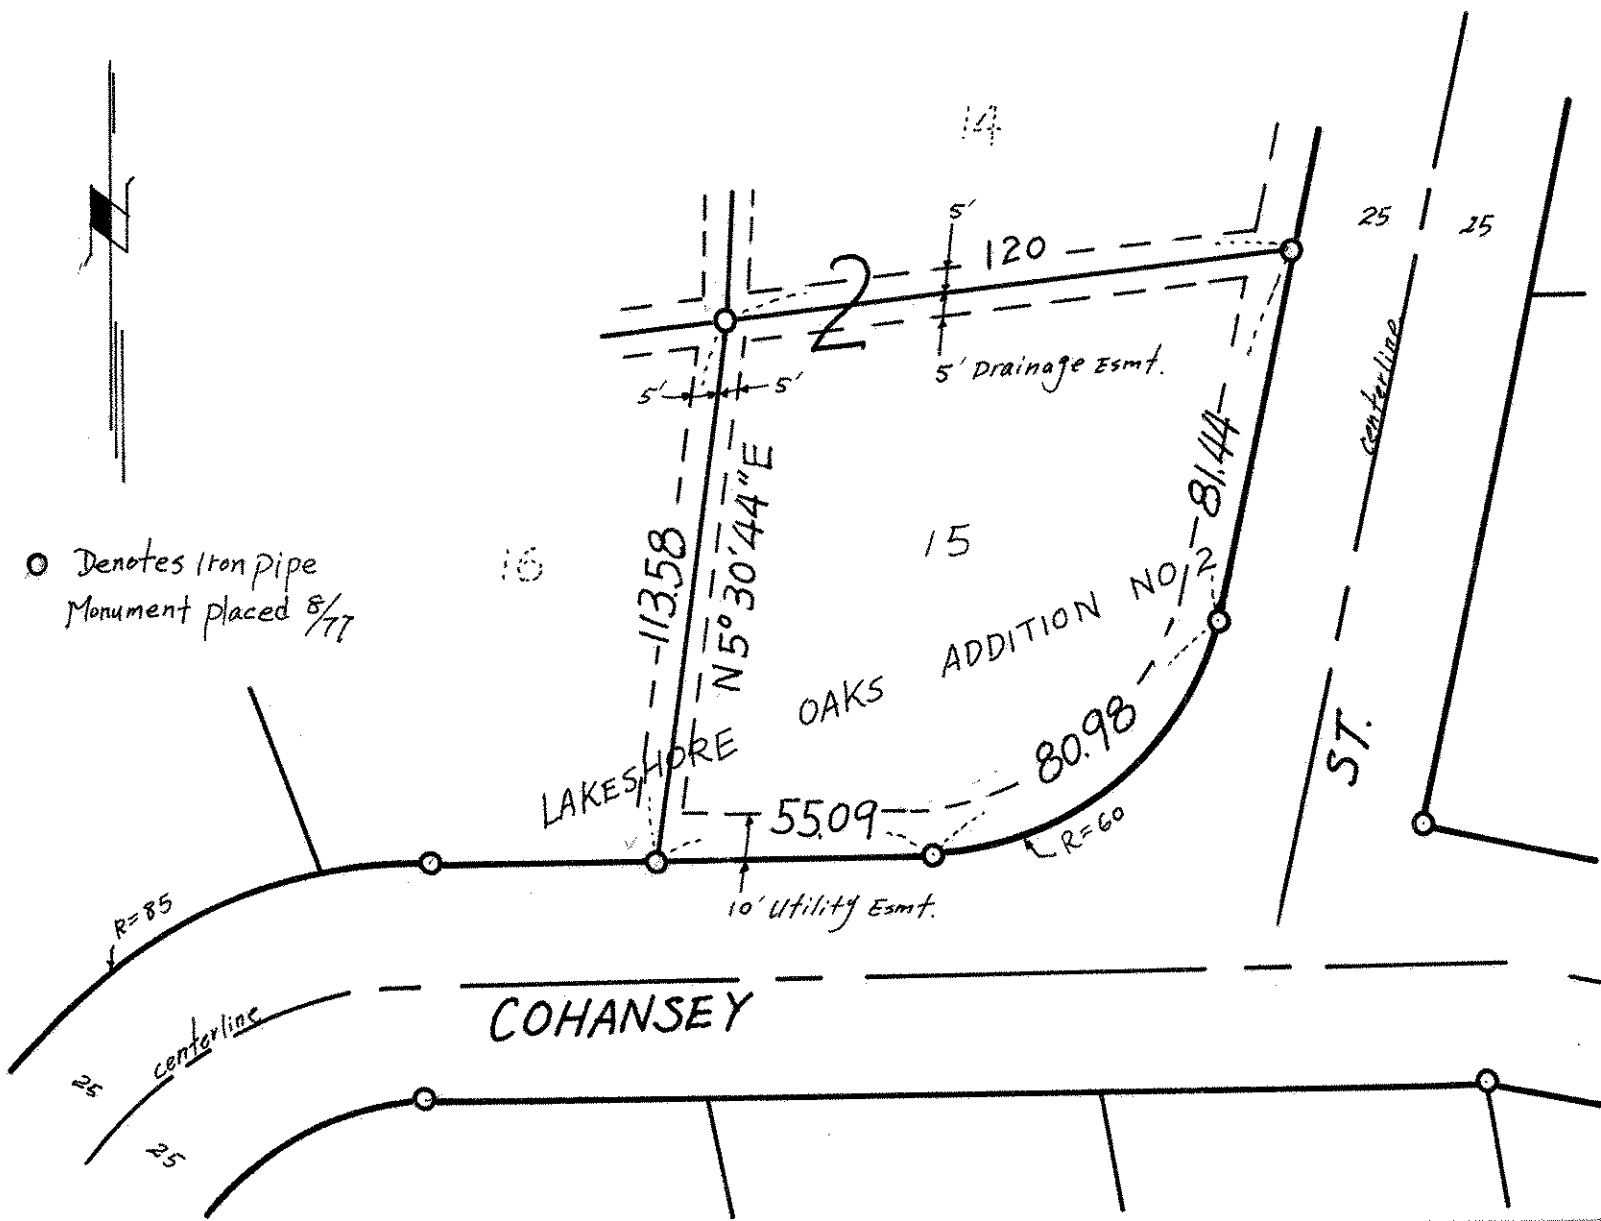 14
5′
120
25
25
2
5′ Drainage Esmt.
5′
5′
centerline
81.44
N 5° 30′ 44″ E
113.58
15
16
Denotes Iron pipe
Monument placed 8/77
LAKESHORE OAKS ADDITION NO. 2
80.98
ST.
55.09
R=60
10′ Utility Esmt.
R=85
COHANSEY
centerline
25
25